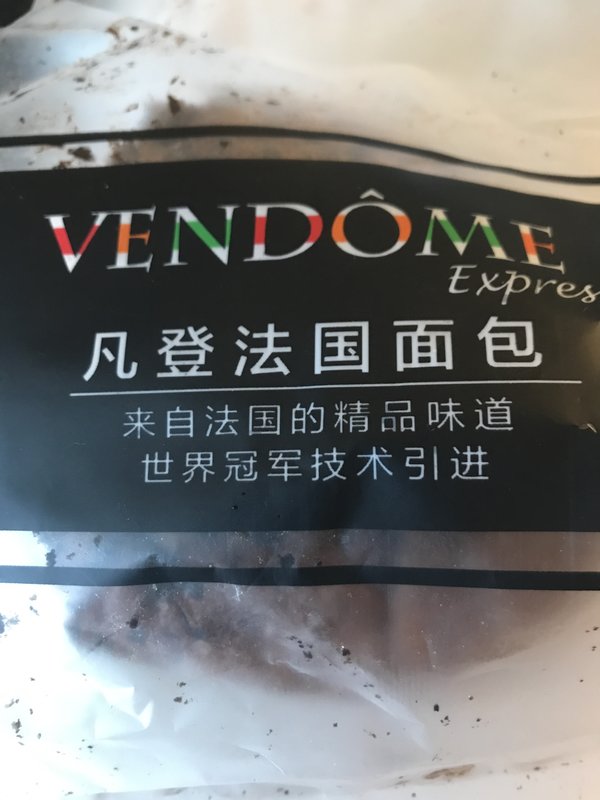 VENDÔME
Expres
凡登法国面包
来自法国的精品味道
世界冠军技术引进